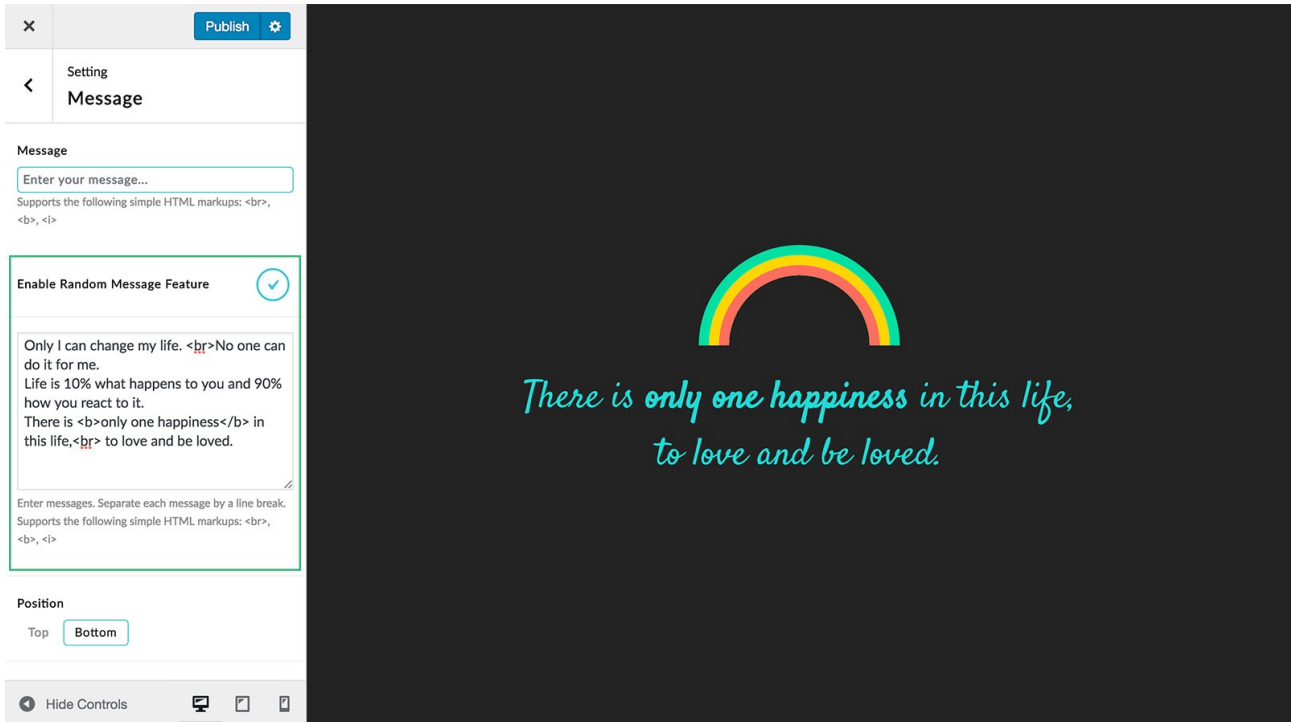 Publish
Setting
Message
Message
Enter your message...
Supports the following simple HTML markups: <br>,
<b>, <i>
Enable Random Message Feature
Only I can change my life. <br>No one can
do it for me.
Life is 10% what happens to you and 90%
how you react to it.
There is <b>only one happiness</b> in
this life,<br> to love and be loved.
Enter messages. Separate each message by a line break.
Supports the following simple HTML markups: <br>,
<b>, <i>
Position
Top Bottom
Hide Controls
There is only one happiness in this life,
to love and be loved.